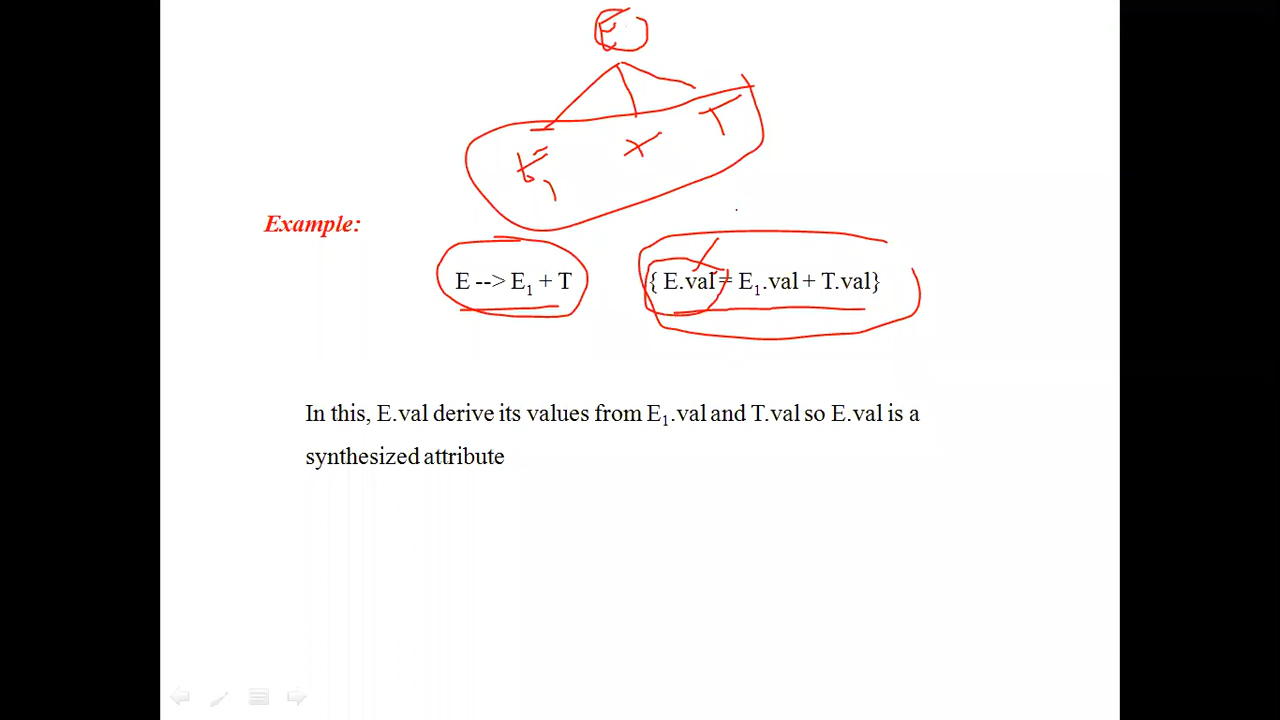 E
E1 + T
Example:
E --> E1 + T { E.val = E1.val + T.val}
In this, E.val derive its values from E1.val and T.val so E.val is a
synthesized attribute